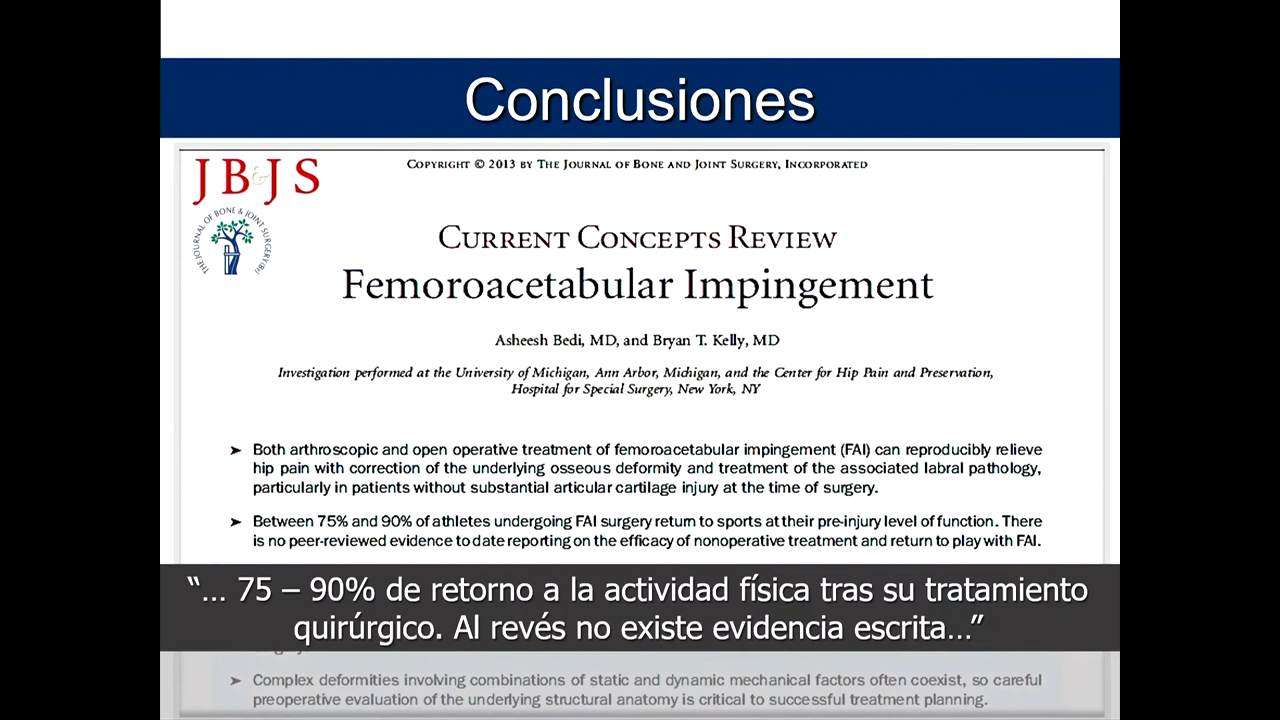 Conclusiones
JB&JS
COPYRIGHT © 2013 BY THE JOURNAL OF BONE AND JOINT SURGERY, INCORPORATED
THE JOURNAL OF BONE & JOINT SURGERY
CURRENT CONCEPTS REVIEW
Femoroacetabular Impingement
Asheesh Bedi, MD, and Bryan T. Kelly, MD
Investigation performed at the University of Michigan, Ann Arbor, Michigan, and the Center for Hip Pain and Preservation,
Hospital for Special Surgery, New York, NY
➤ Both arthroscopic and open operative treatment of femoroacetabular impingement (FAI) can reproducibly relieve
hip pain with correction of the underlying osseous deformity and treatment of the associated labral pathology,
particularly in patients without substantial articular cartilage injury at the time of surgery.
➤ Between 75% and 90% of athletes undergoing FAI surgery return to sports at their pre-injury level of function. There
is no peer-reviewed evidence to date reporting on the efficacy of nonoperative treatment and return to play with FAI.
“… 75 – 90% de retorno a la actividad física tras su tratamiento
quirúrgico. Al revés no existe evidencia escrita…”
➤ Complex deformities involving combinations of static and dynamic mechanical factors often coexist, so careful
preoperative evaluation of the underlying structural anatomy is critical to successful treatment planning.